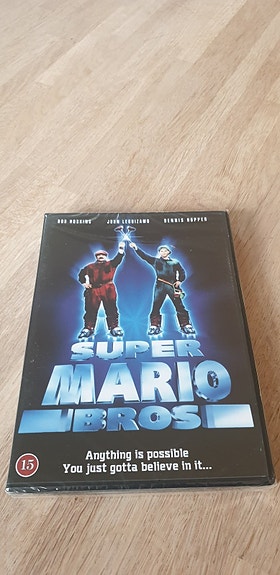 BOB HOSKINS JOHN LEGUIZAMO DENNIS HOPPER
SUPER
MARIO
BROS
Anything is possible
You just gotta believe in it...
15